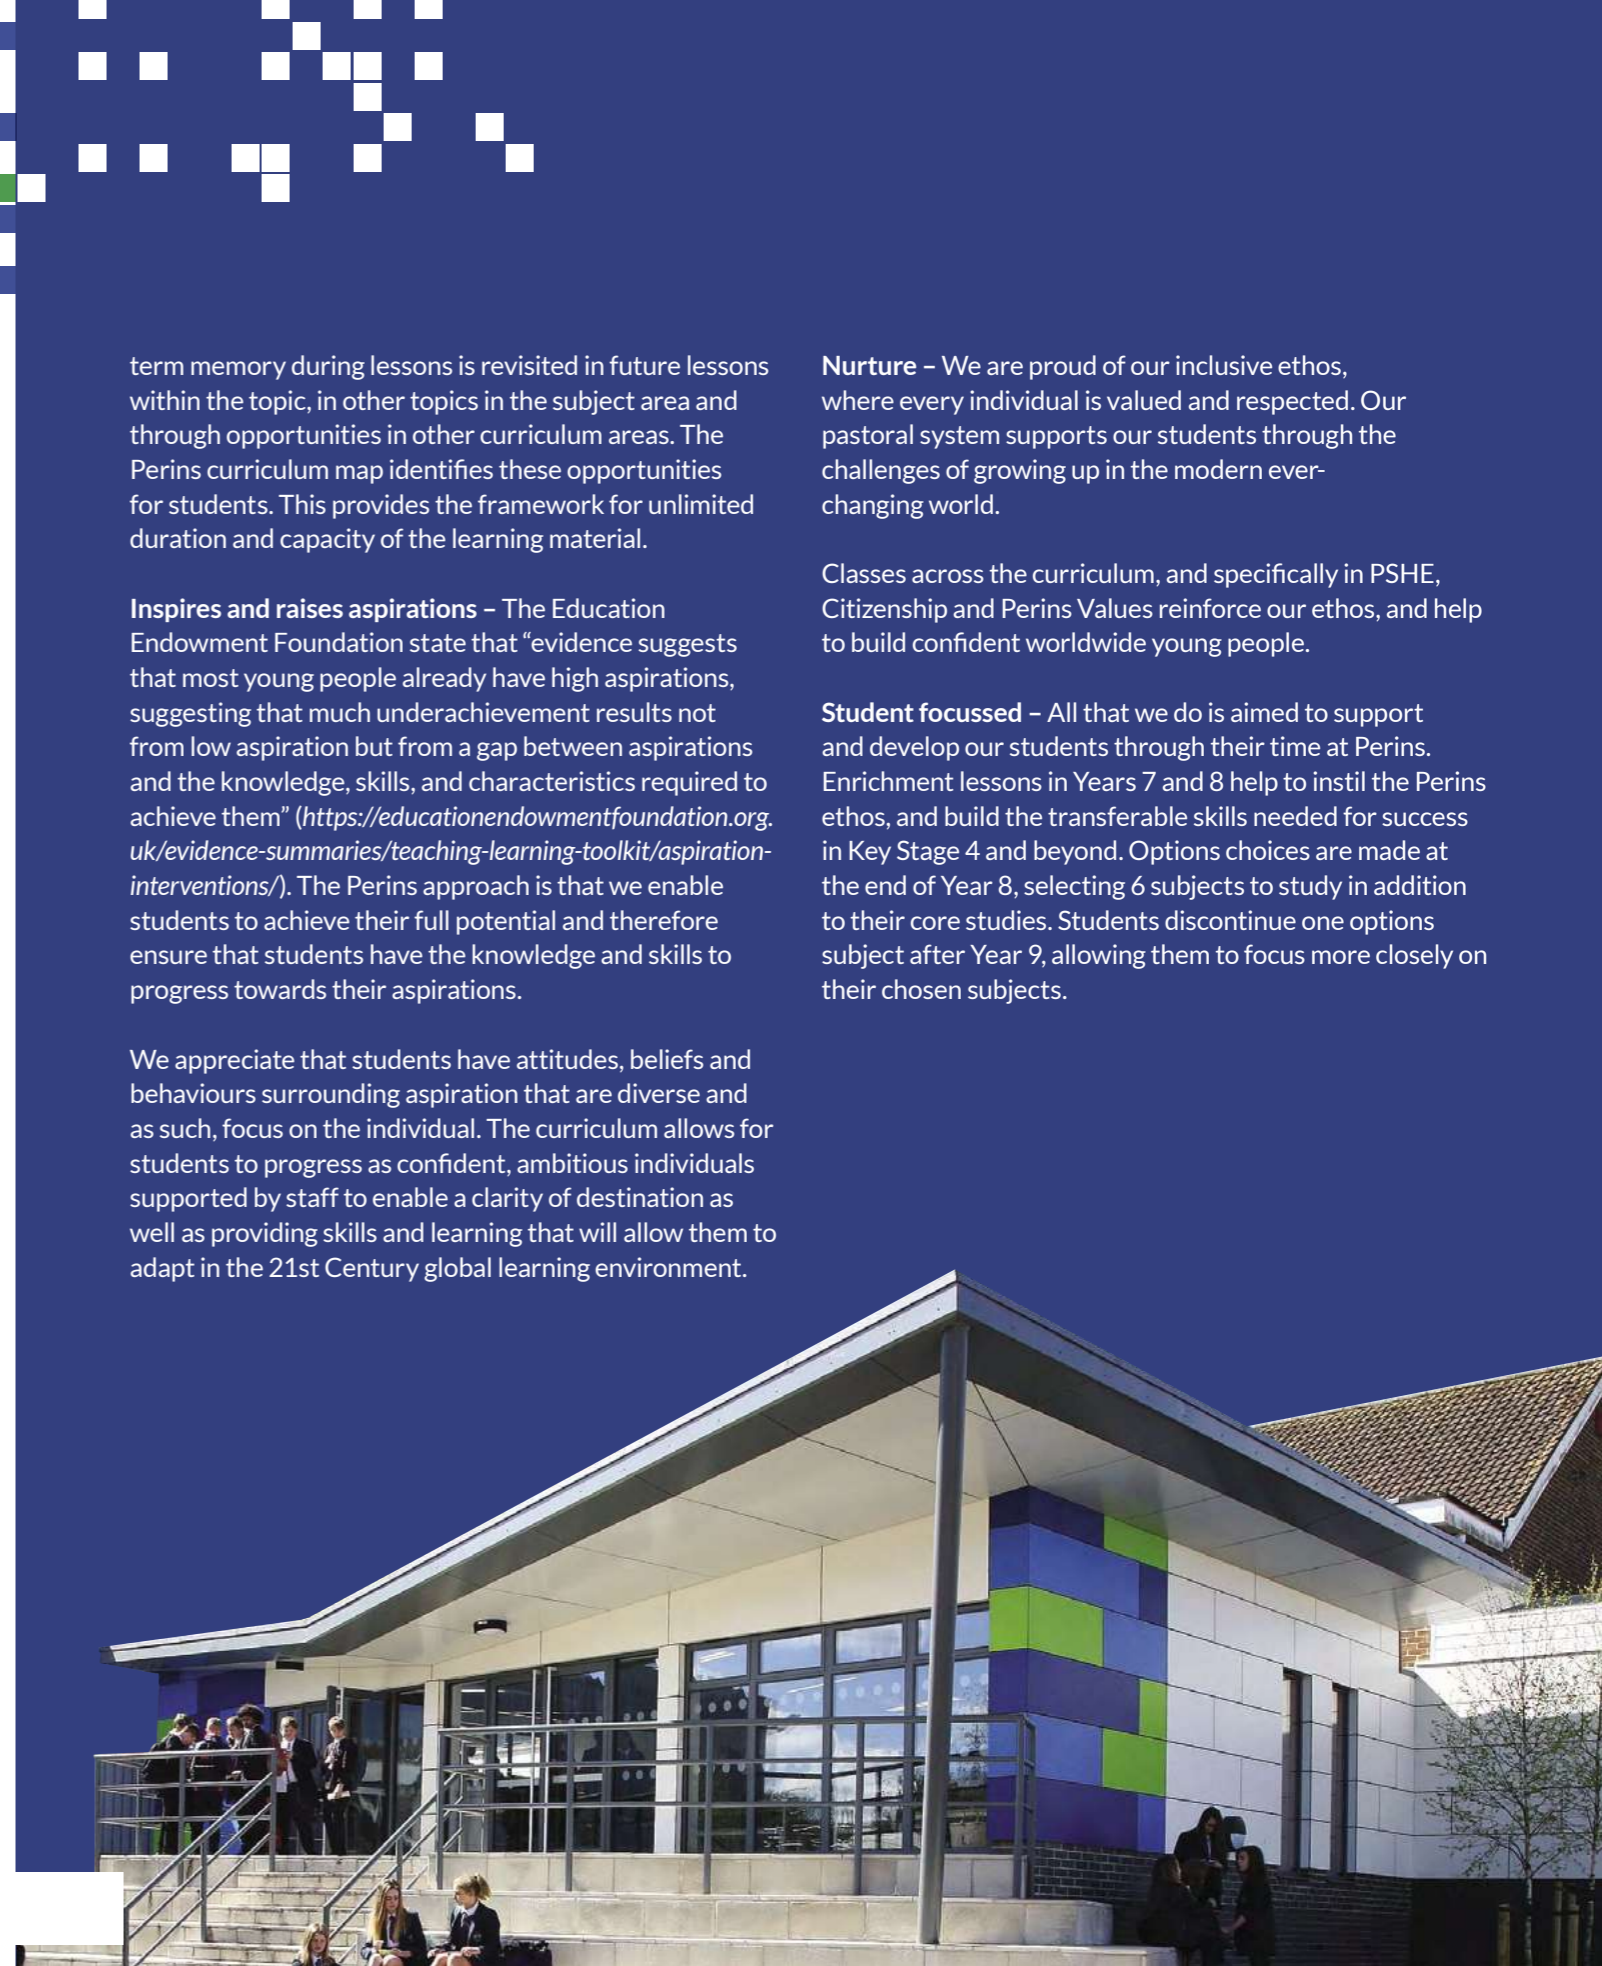 term memory during lessons is revisited in future lessons
within the topic, in other topics in the subject area and
through opportunities in other curriculum areas. The
Perins curriculum map identifies these opportunities
for students. This provides the framework for unlimited
duration and capacity of the learning material.
Inspires and raises aspirations – The Education
Endowment Foundation state that “evidence suggests
that most young people already have high aspirations,
suggesting that much underachievement results not
from low aspiration but from a gap between aspirations
and the knowledge, skills, and characteristics required to
achieve them” (https://educationendowmentfoundation.org.
uk/evidence-summaries/teaching-learning-toolkit/aspiration-
interventions/). The Perins approach is that we enable
students to achieve their full potential and therefore
ensure that students have the knowledge and skills to
progress towards their aspirations.
We appreciate that students have attitudes, beliefs and
behaviours surrounding aspiration that are diverse and
as such, focus on the individual. The curriculum allows for
students to progress as confident, ambitious individuals
supported by staff to enable a clarity of destination as
well as providing skills and learning that will allow them to
adapt in the 21st Century global learning environment.
Nurture – We are proud of our inclusive ethos,
where every individual is valued and respected. Our
pastoral system supports our students through the
challenges of growing up in the modern ever-
changing world.
Classes across the curriculum, and specifically in PSHE,
Citizenship and Perins Values reinforce our ethos, and help
to build confident worldwide young people.
Student focussed – All that we do is aimed to support
and develop our students through their time at Perins.
Enrichment lessons in Years 7 and 8 help to instil the Perins
ethos, and build the transferable skills needed for success
in Key Stage 4 and beyond. Options choices are made at
the end of Year 8, selecting 6 subjects to study in addition
to their core studies. Students discontinue one options
subject after Year 9, allowing them to focus more closely on
their chosen subjects.